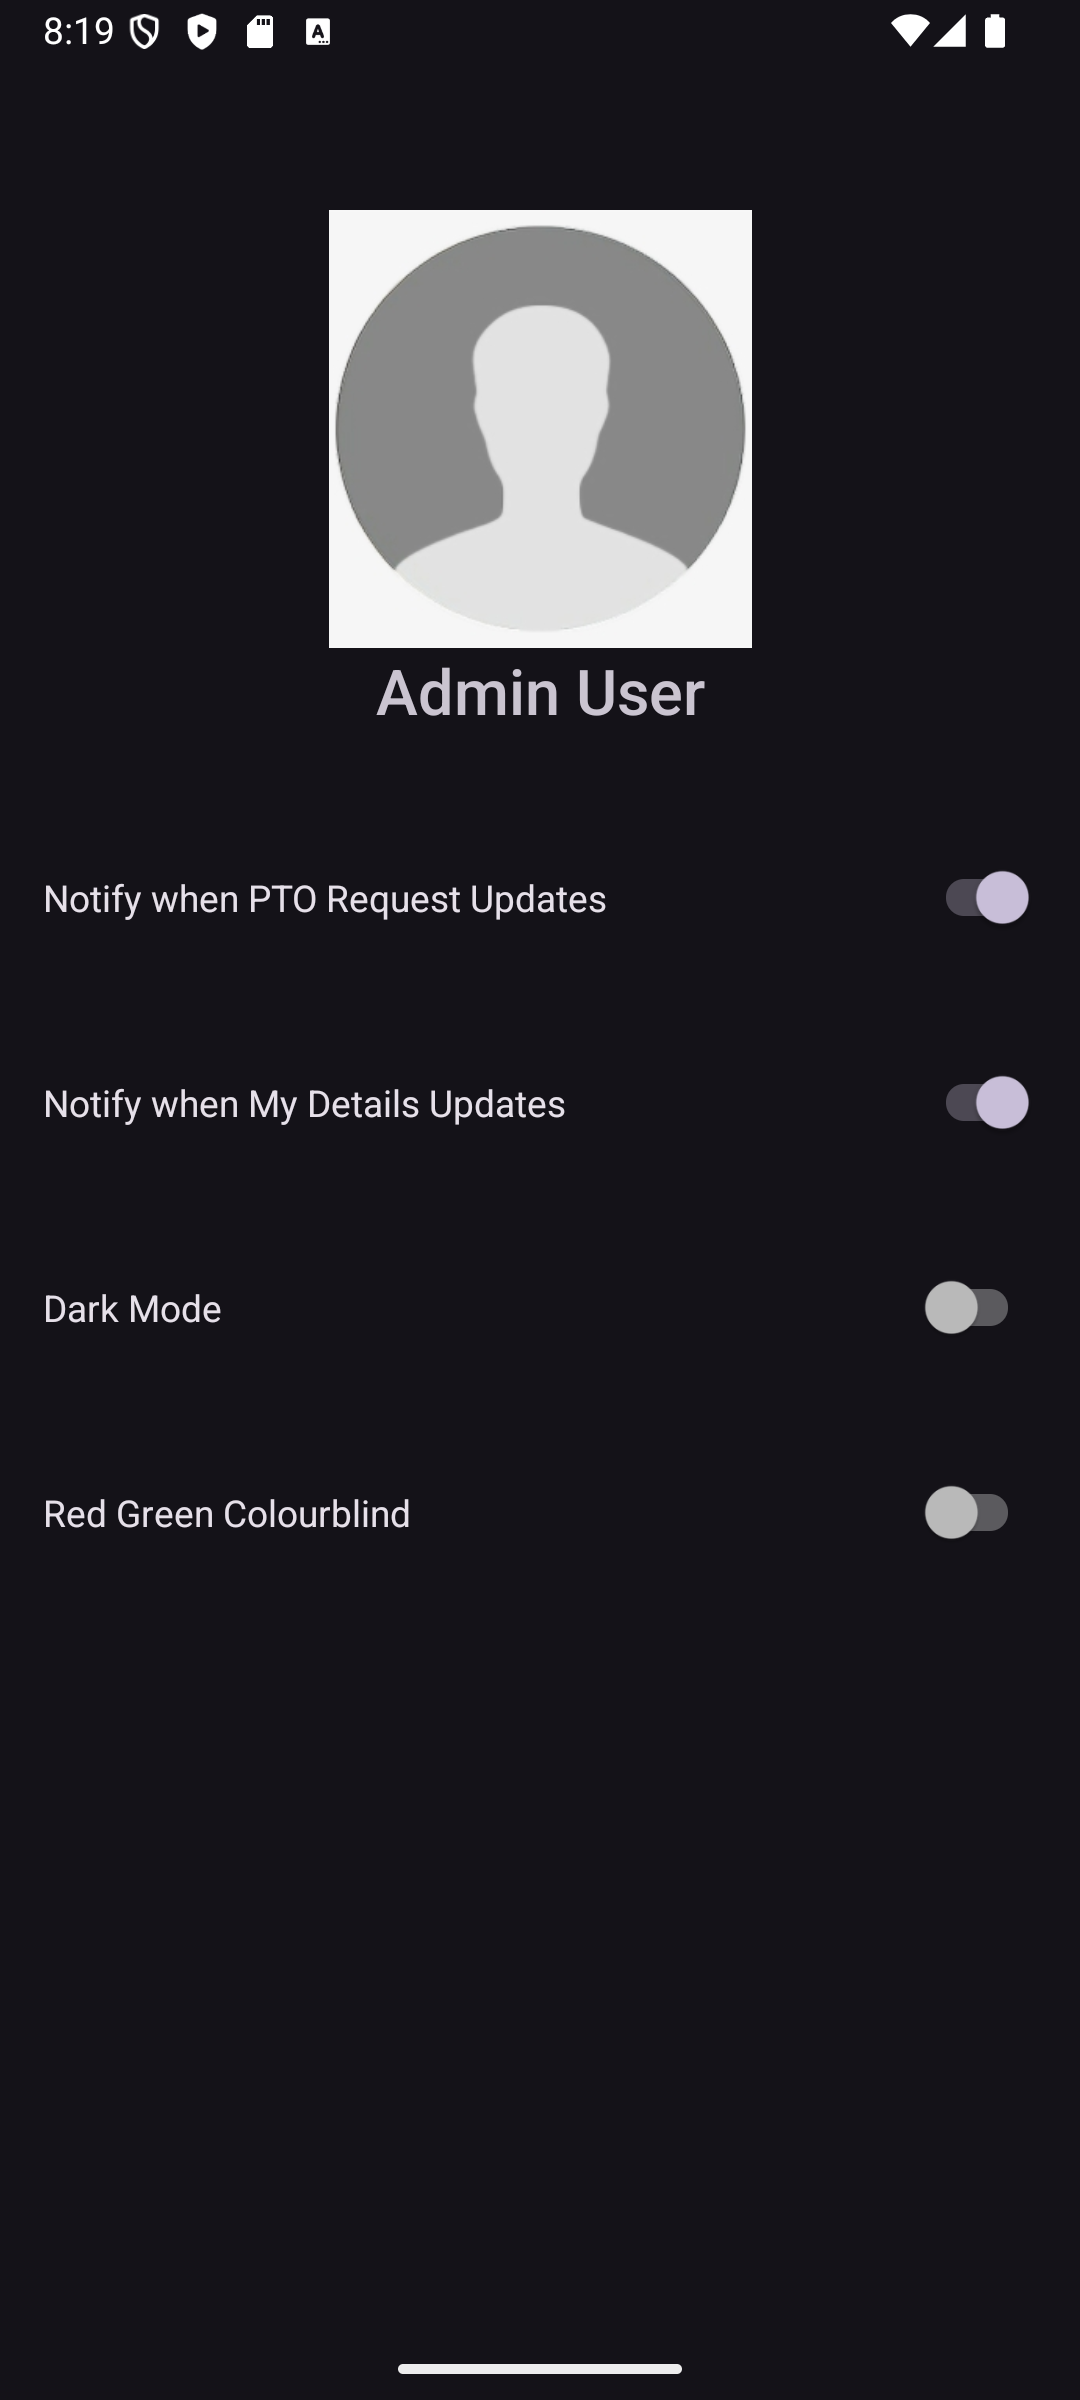 8:19
Admin User
Notify when PTO Request Updates
Notify when My Details Updates
Dark Mode
Red Green Colourblind